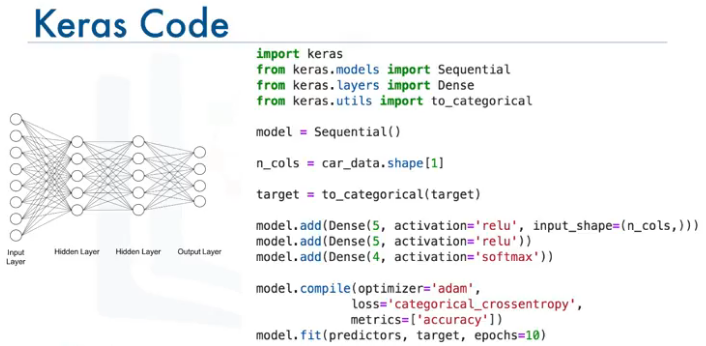 Keras Code
import keras
from keras.models import Sequential
from keras.layers import Dense
from keras.utils import to_categorical
model = Sequential()
n_cols = car_data.shape[1]
target = to_categorical(target)
model.add(Dense(5, activation='relu', input_shape=(n_cols,)))
model.add(Dense(5, activation='relu'))
model.add(Dense(4, activation='softmax'))
model.compile(optimizer='adam',
loss='categorical_crossentropy',
metrics=['accuracy'])
model.fit(predictors, target, epochs=10)
Input
Layer
Hidden Layer
Hidden Layer
Output Layer